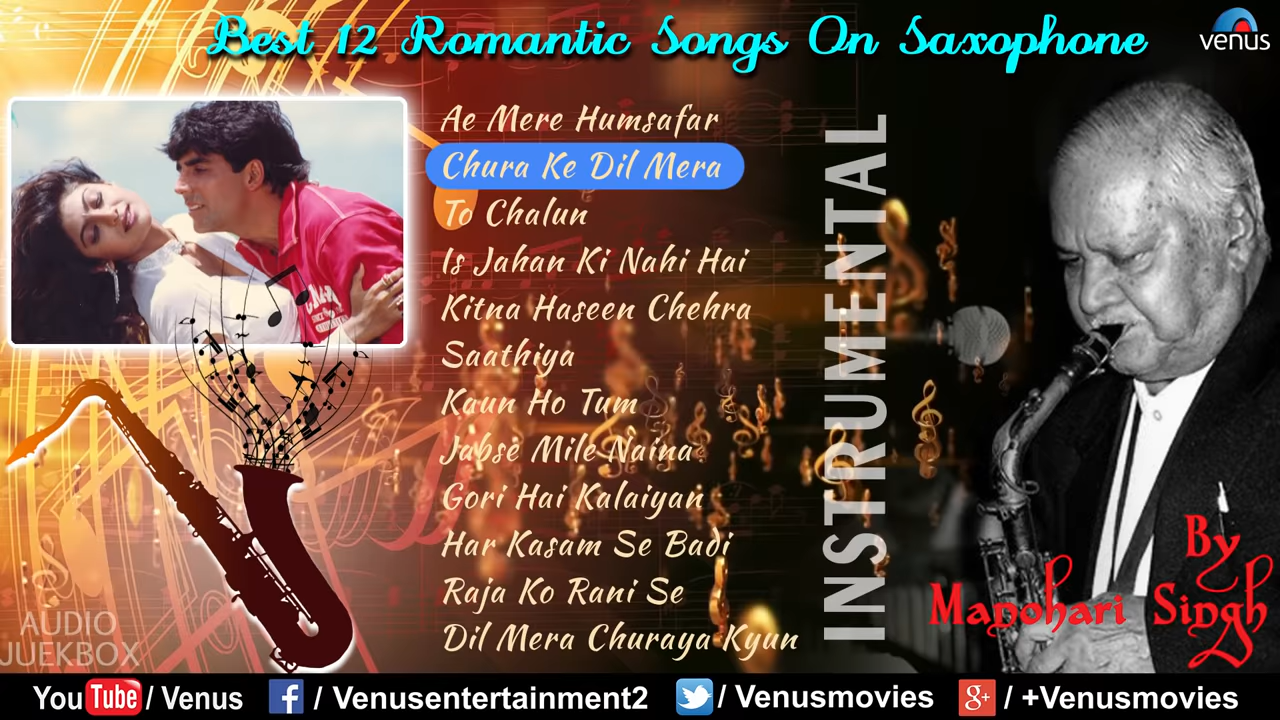 Best 12 Romantic Songs On Saxophone
venus
Ae Mere Humsafar
Chura Ke Dil Mera
To Chalun
Is Jahan Ki Nahi Hai
Kitna Haseen Chehra
Saathiya
Kaun Ho Tum
Jabse Mile Naina
Gori Hai Kalaiyan
Har Kasam Se Badi
Raja Ko Rani Se
Dil Mera Churaya Kyun
INSTRUMENTAL
By
Manohari Singh
AUDIO
JUEKBOX
YouTube / Venus f / Venusentertainment2 / Venusmovies g+ / +Venusmovies